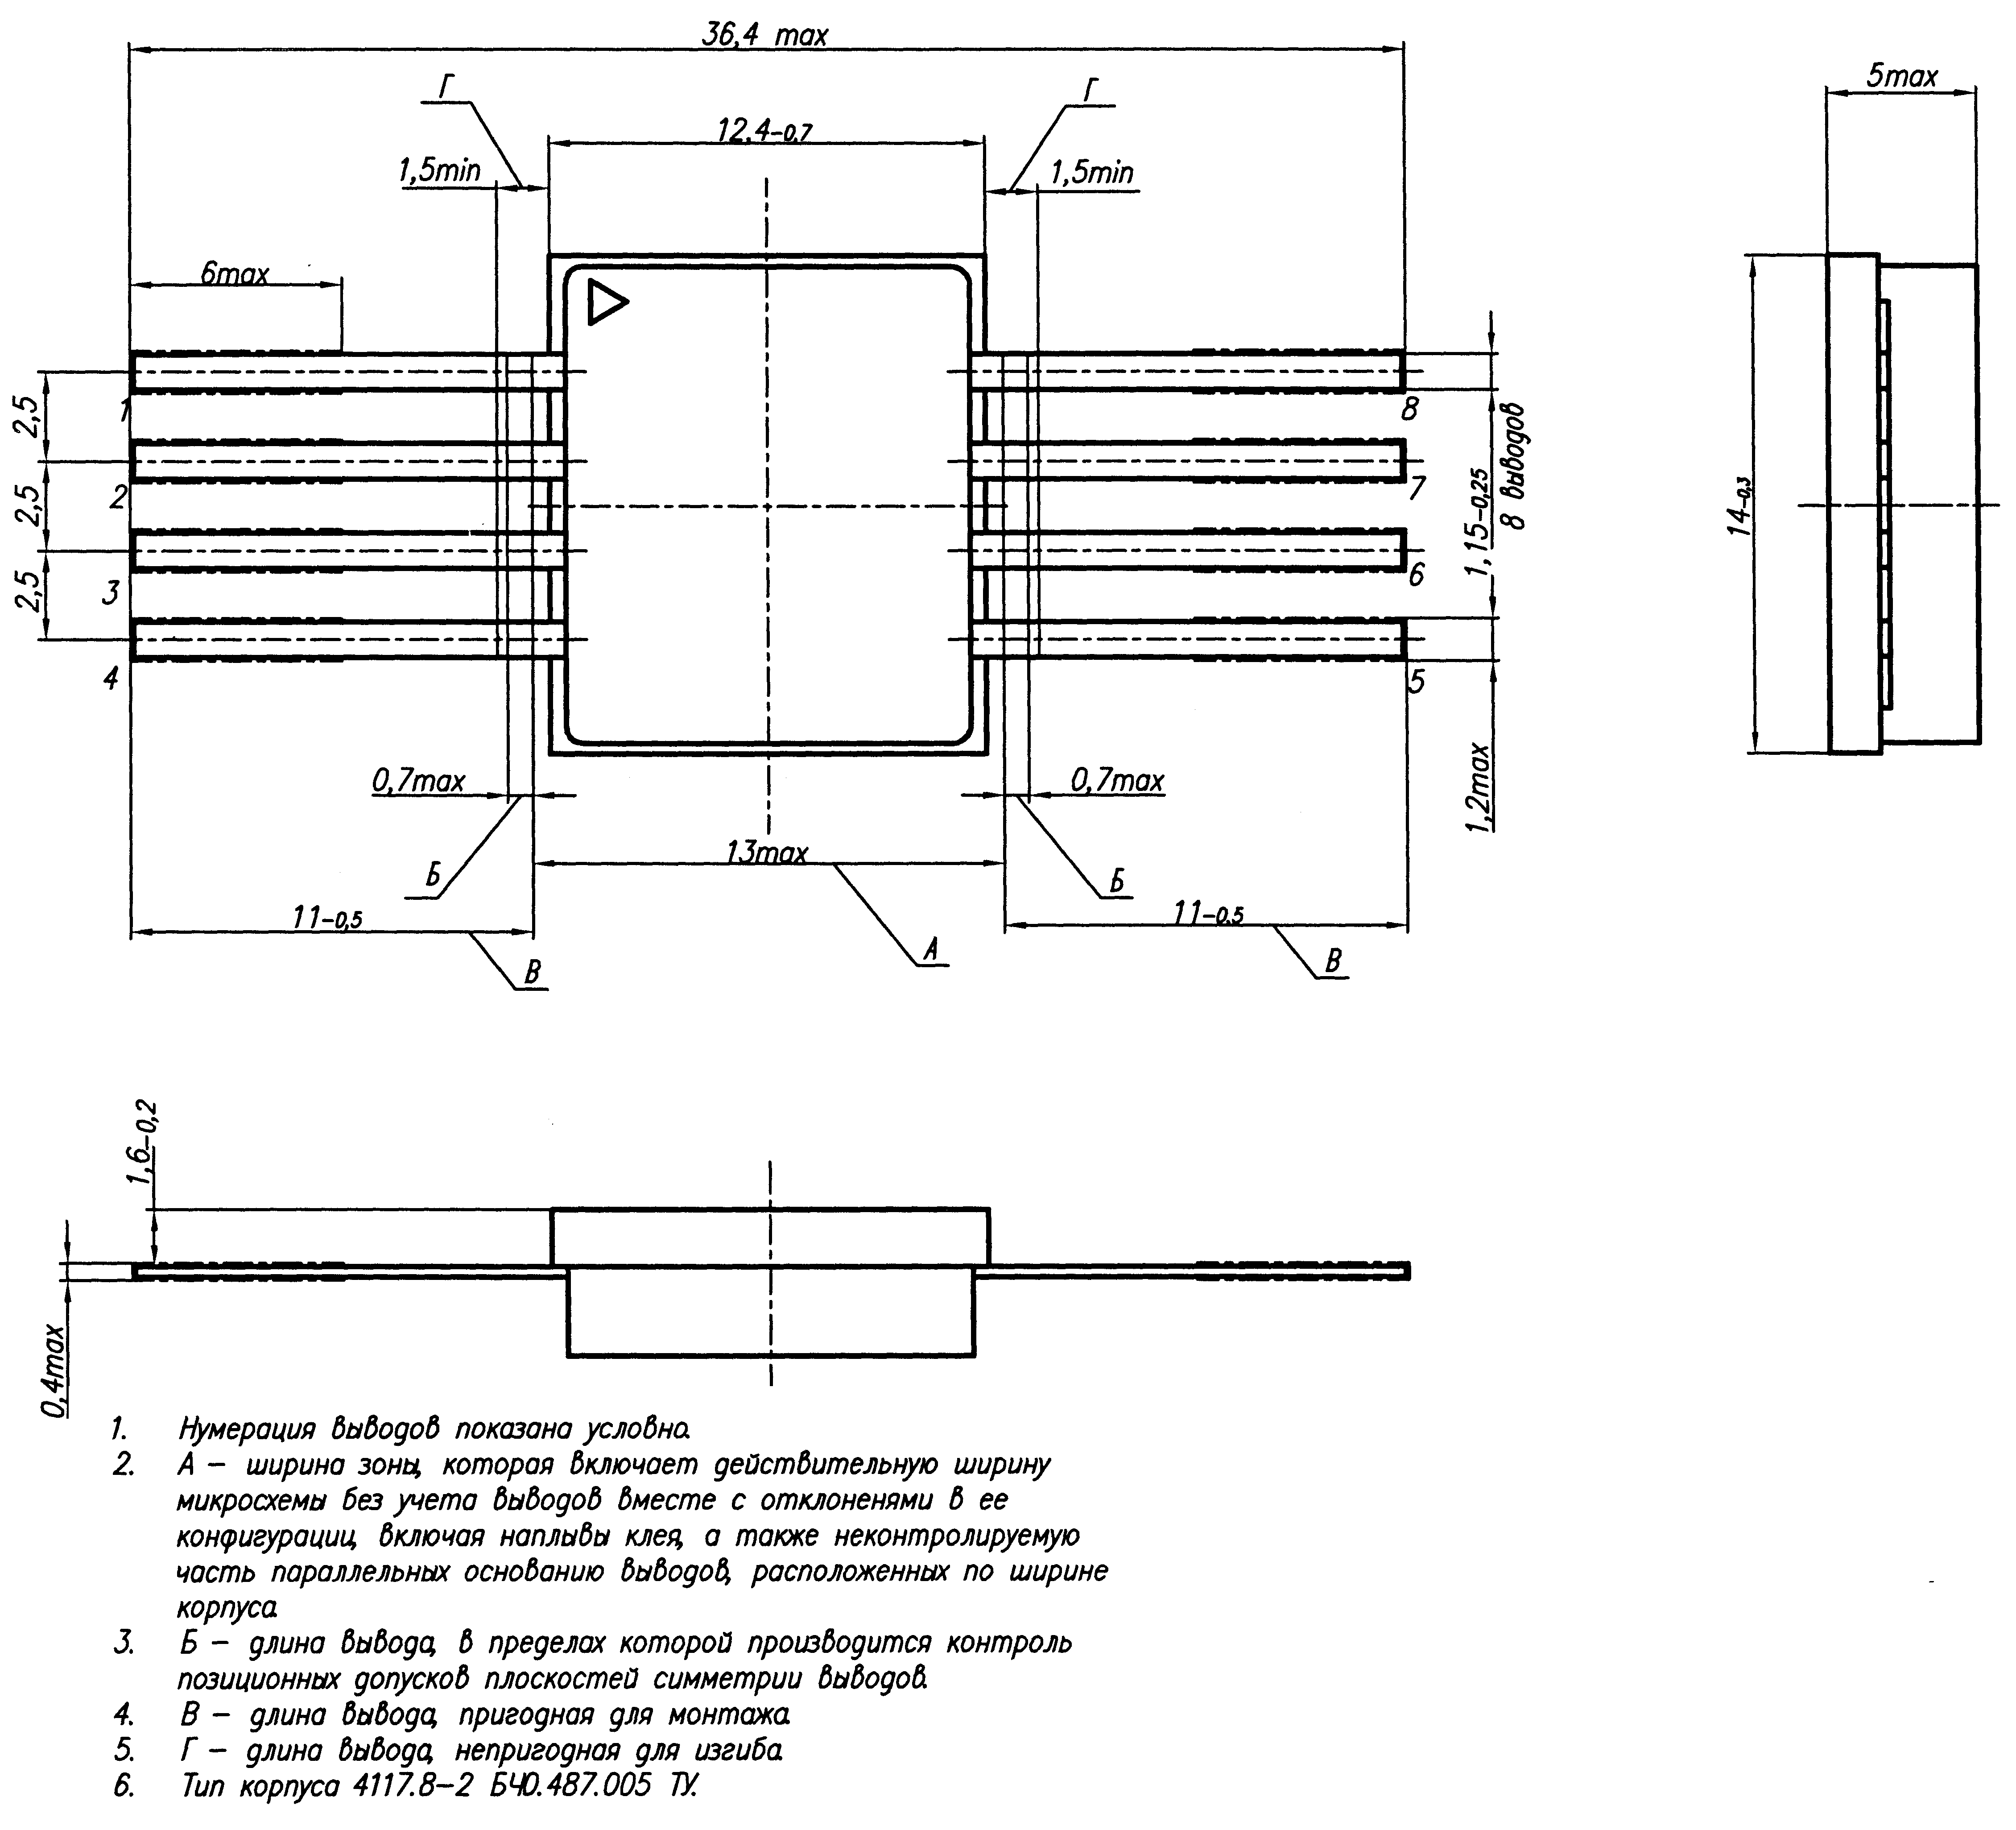 36,4 max
5max
Г
Г
12,4-0,7
1,5min
1,5min
6max
1
8
2,5
2
7
2,5
14-0,3
1,15-0,25
8 выводов
3
6
2,5
4
5
0,7max
0,7max
1,2max
13max
Б
Б
11-0,5
11-0,5
А
В
В
1,6-0,2
0,4max
1. Нумерация выводов показана условно.
2. А – ширина зоны, которая включает действительную ширину
микросхемы без учета выводов вместе с отклоненями в ее
конфигурации, включая наплывы клея, а также неконтролируемую
часть параллельных основанию выводов, расположенных по ширине
корпуса.
3. Б – длина вывода, в пределах которой производится контроль
позиционных допусков плоскостей симметрии выводов.
4. В – длина вывода, пригодная для монтажа.
5. Г – длина вывода, непригодная для изгиба.
6. Тип корпуса 4117.8–2 БЧ0.487.005 ТУ.